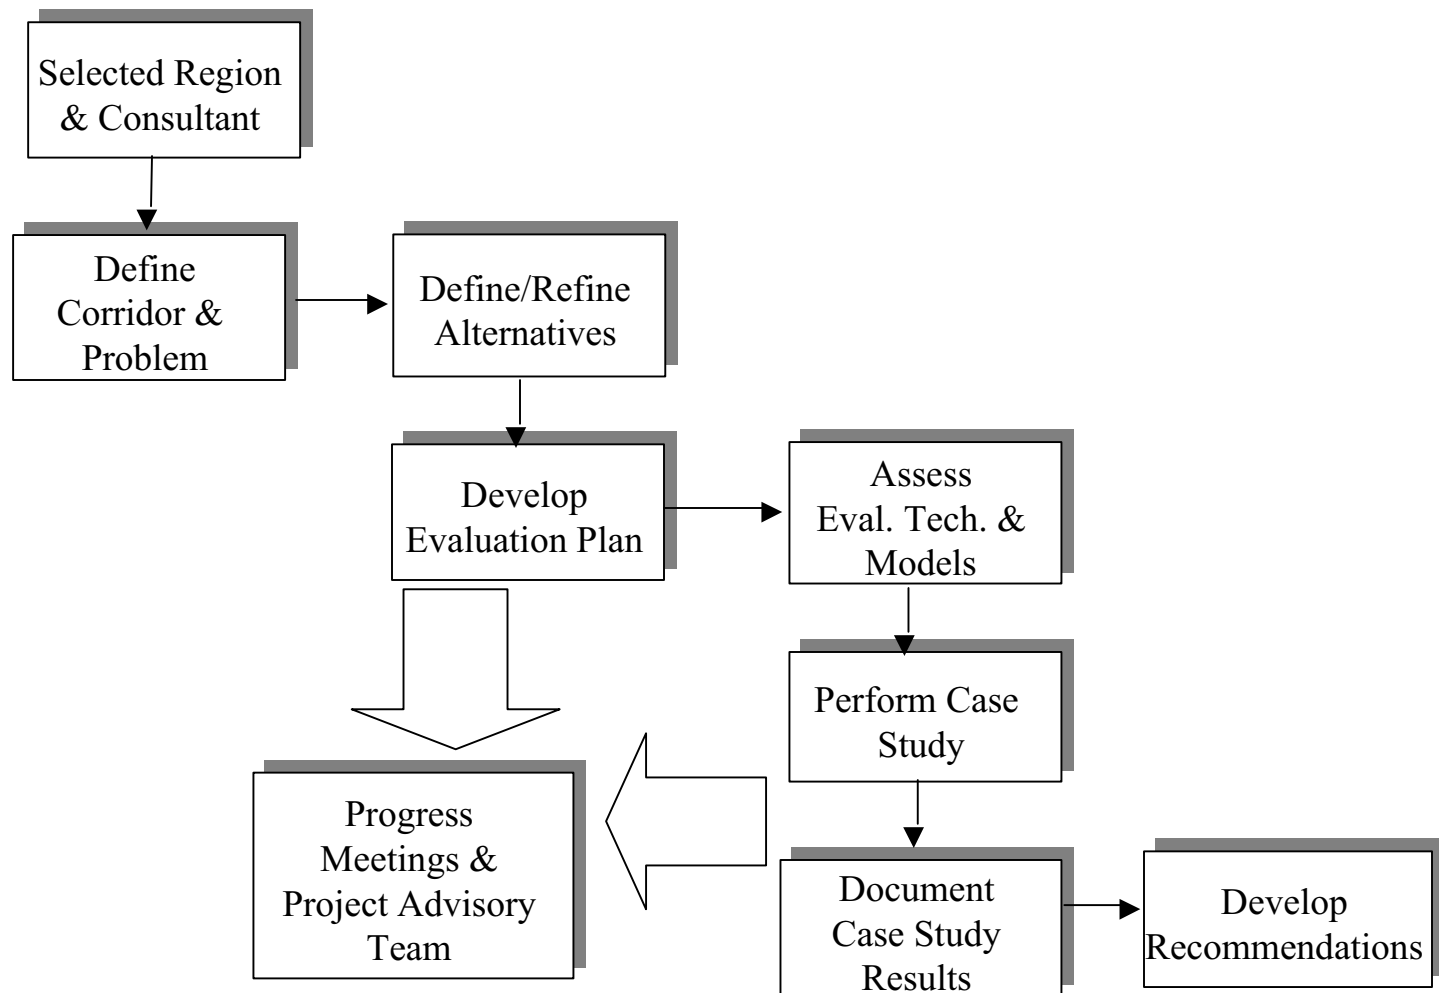 Selected Region
& Consultant
Define
Corridor &
Problem
Define/Refine
Alternatives
Develop
Evaluation Plan
Assess
Eval. Tech. &
Models
Perform Case
Study
Progress
Meetings &
Project Advisory
Team
Document
Case Study
Results
Develop
Recommendations